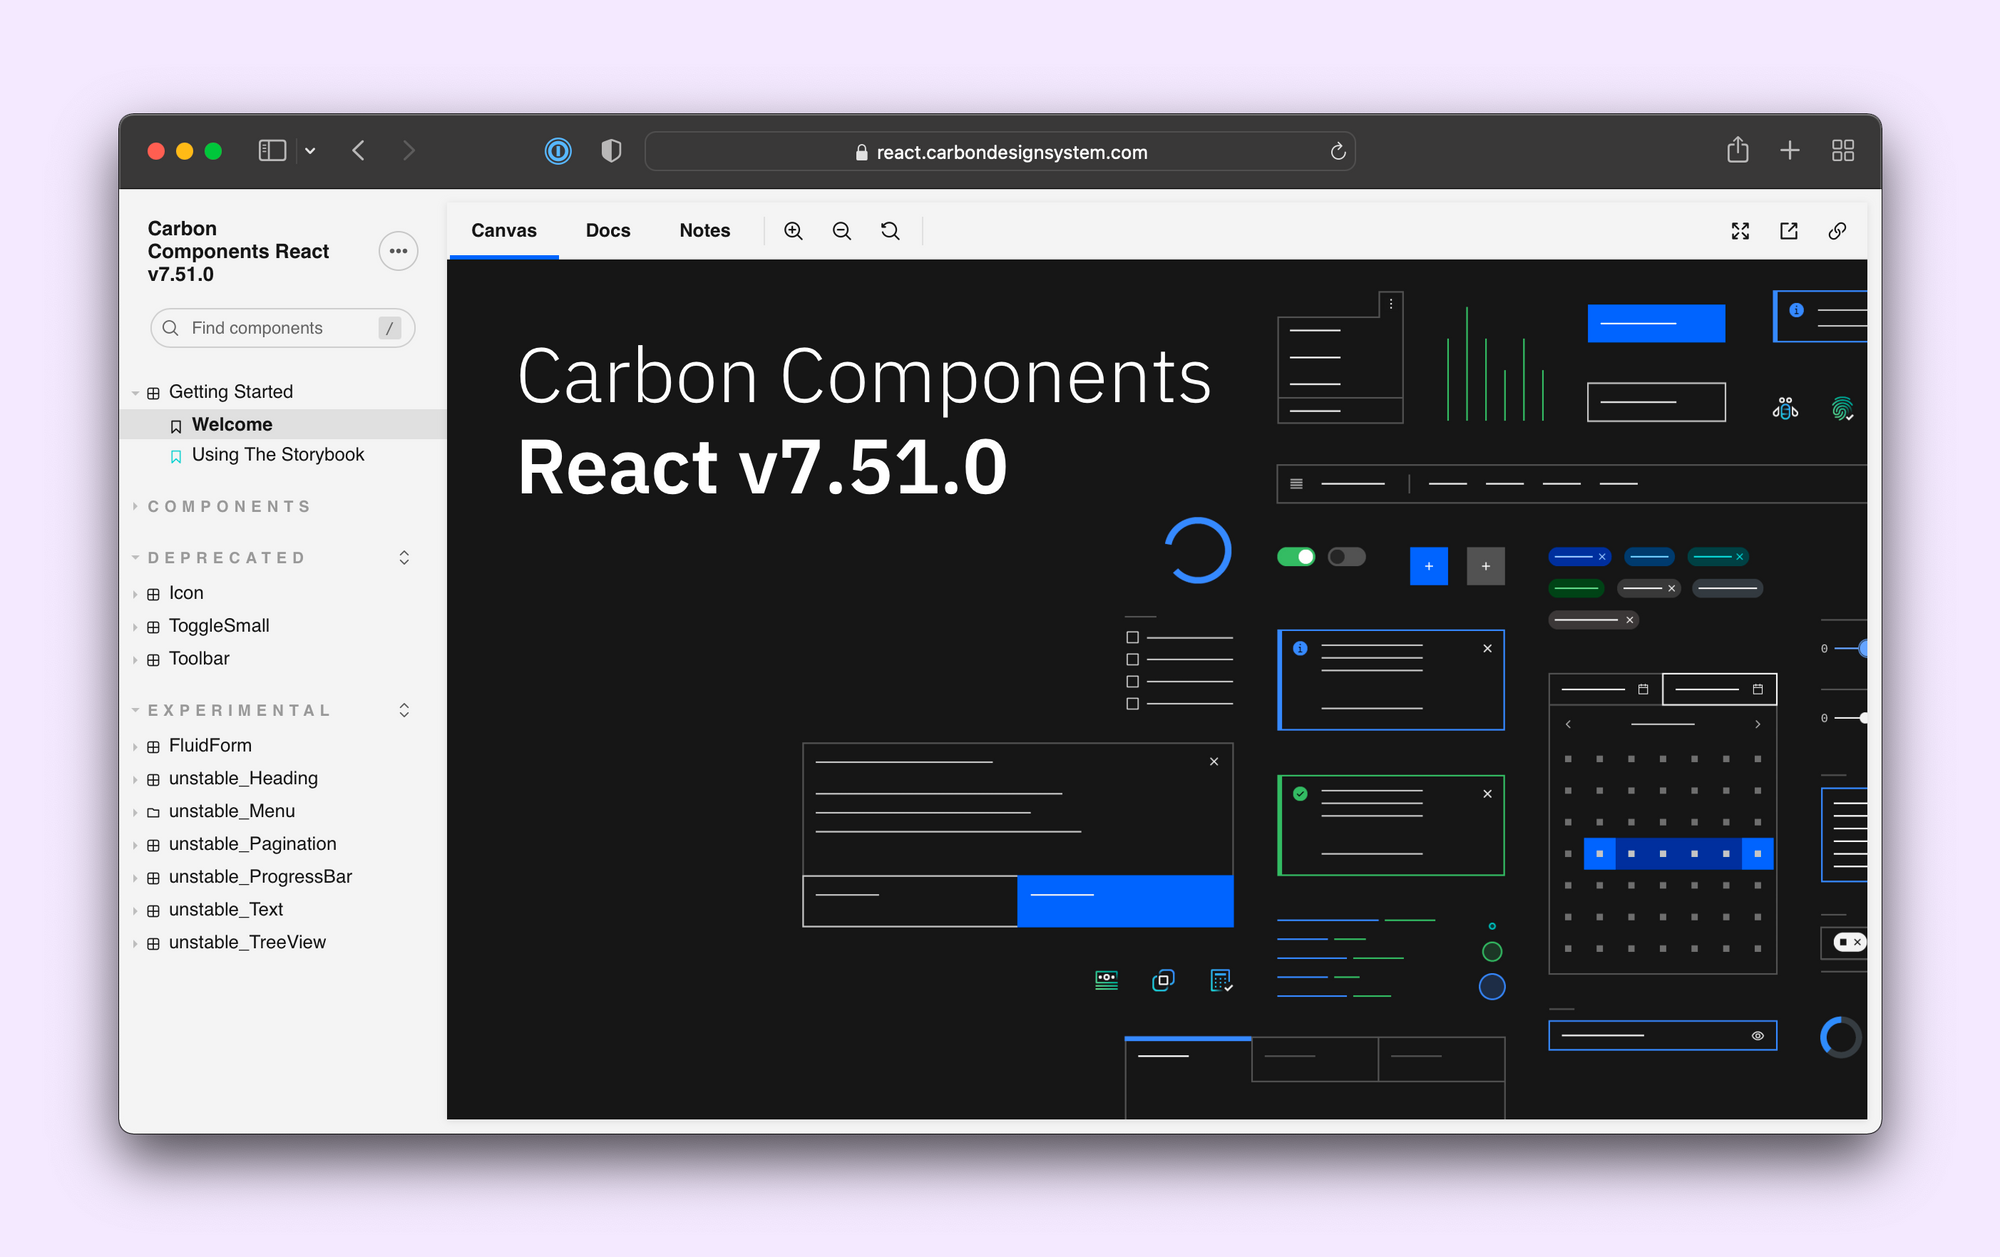 react.carbondesignsystem.com
Carbon
Components React
v7.51.0
Find components
/
Getting Started
Welcome
Using The Storybook
COMPONENTS
DEPRECATED
Icon
ToggleSmall
Toolbar
EXPERIMENTAL
FluidForm
unstable_Heading
unstable_Menu
unstable_Pagination
unstable_ProgressBar
unstable_Text
unstable_TreeView
Canvas
Docs
Notes
Carbon Components
React v7.51.0
0
0